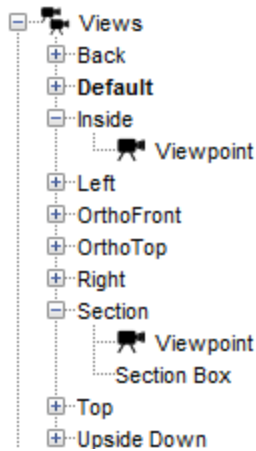 Views
Back
Default
Inside
Viewpoint
Left
OrthoFront
OrthoTop
Right
Section
Viewpoint
Section Box
Top
Upside Down